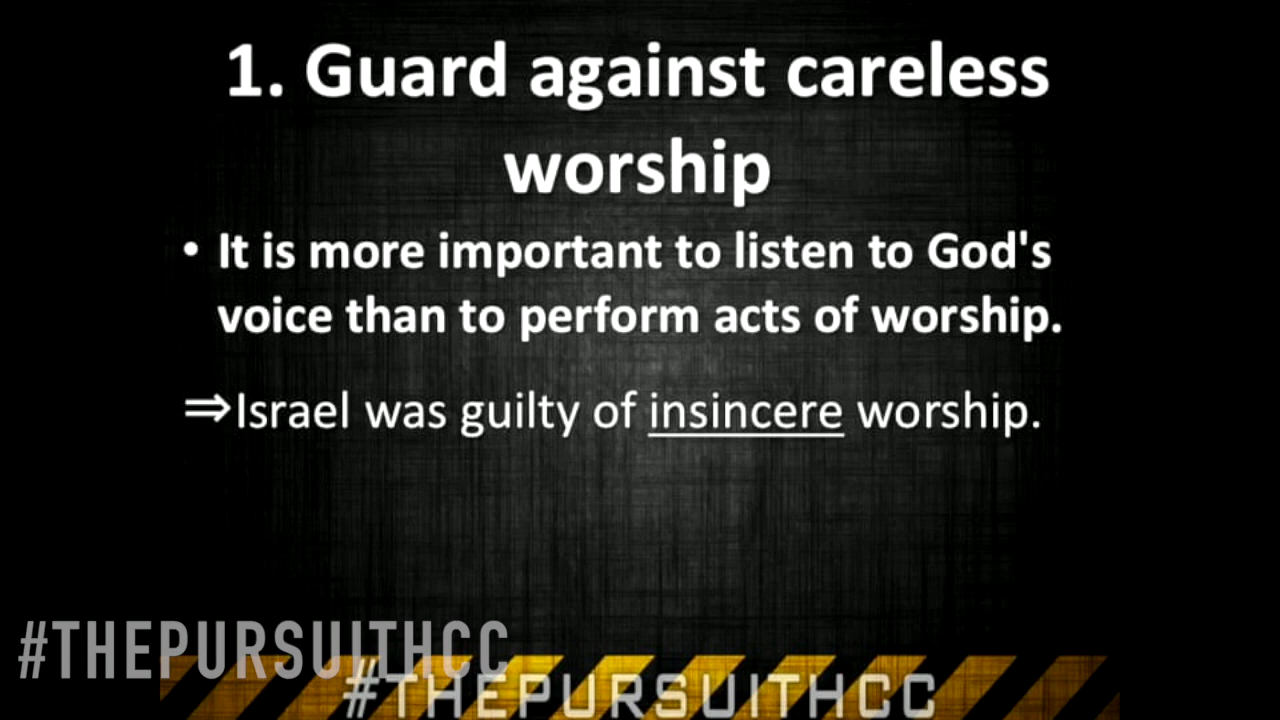 1. Guard against careless
worship
• It is more important to listen to God's
voice than to perform acts of worship.
⇒Israel was guilty of insincere worship.
#THEPURSUITHCC
#THEPURSUITHCC